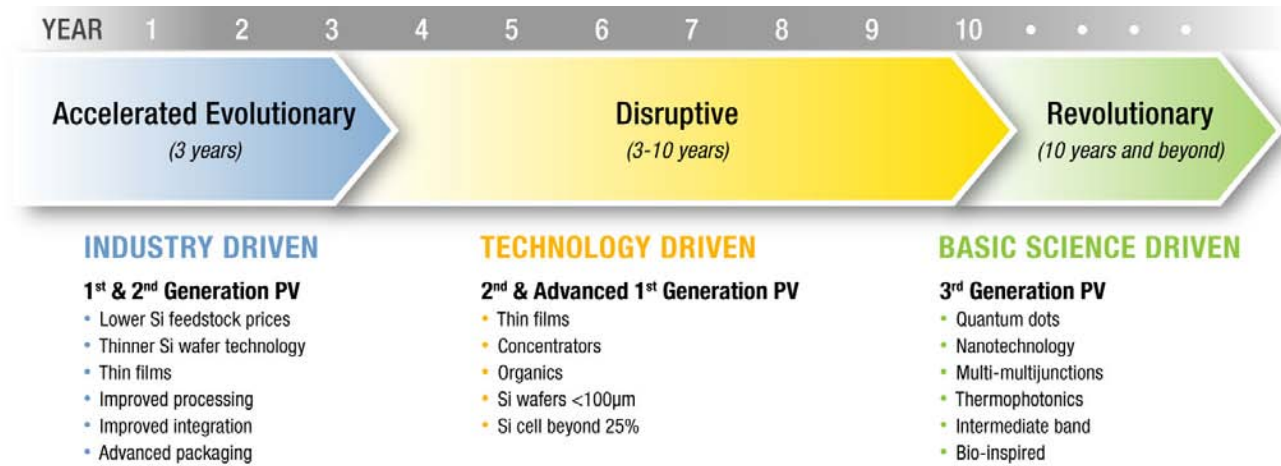 YEAR 1 2 3 4 5 6 7 8 9 10 • • • •
Accelerated Evolutionary
(3 years)
Disruptive
(3-10 years)
Revolutionary
(10 years and beyond)
INDUSTRY DRIVEN
1st & 2nd Generation PV
• Lower Si feedstock prices
• Thinner Si wafer technology
• Thin films
• Improved processing
• Improved integration
• Advanced packaging
TECHNOLOGY DRIVEN
2nd & Advanced 1st Generation PV
• Thin films
• Concentrators
• Organics
• Si wafers <100µm
• Si cell beyond 25%
BASIC SCIENCE DRIVEN
3rd Generation PV
• Quantum dots
• Nanotechnology
• Multi-multijunctions
• Thermophotonics
• Intermediate band
• Bio-inspired